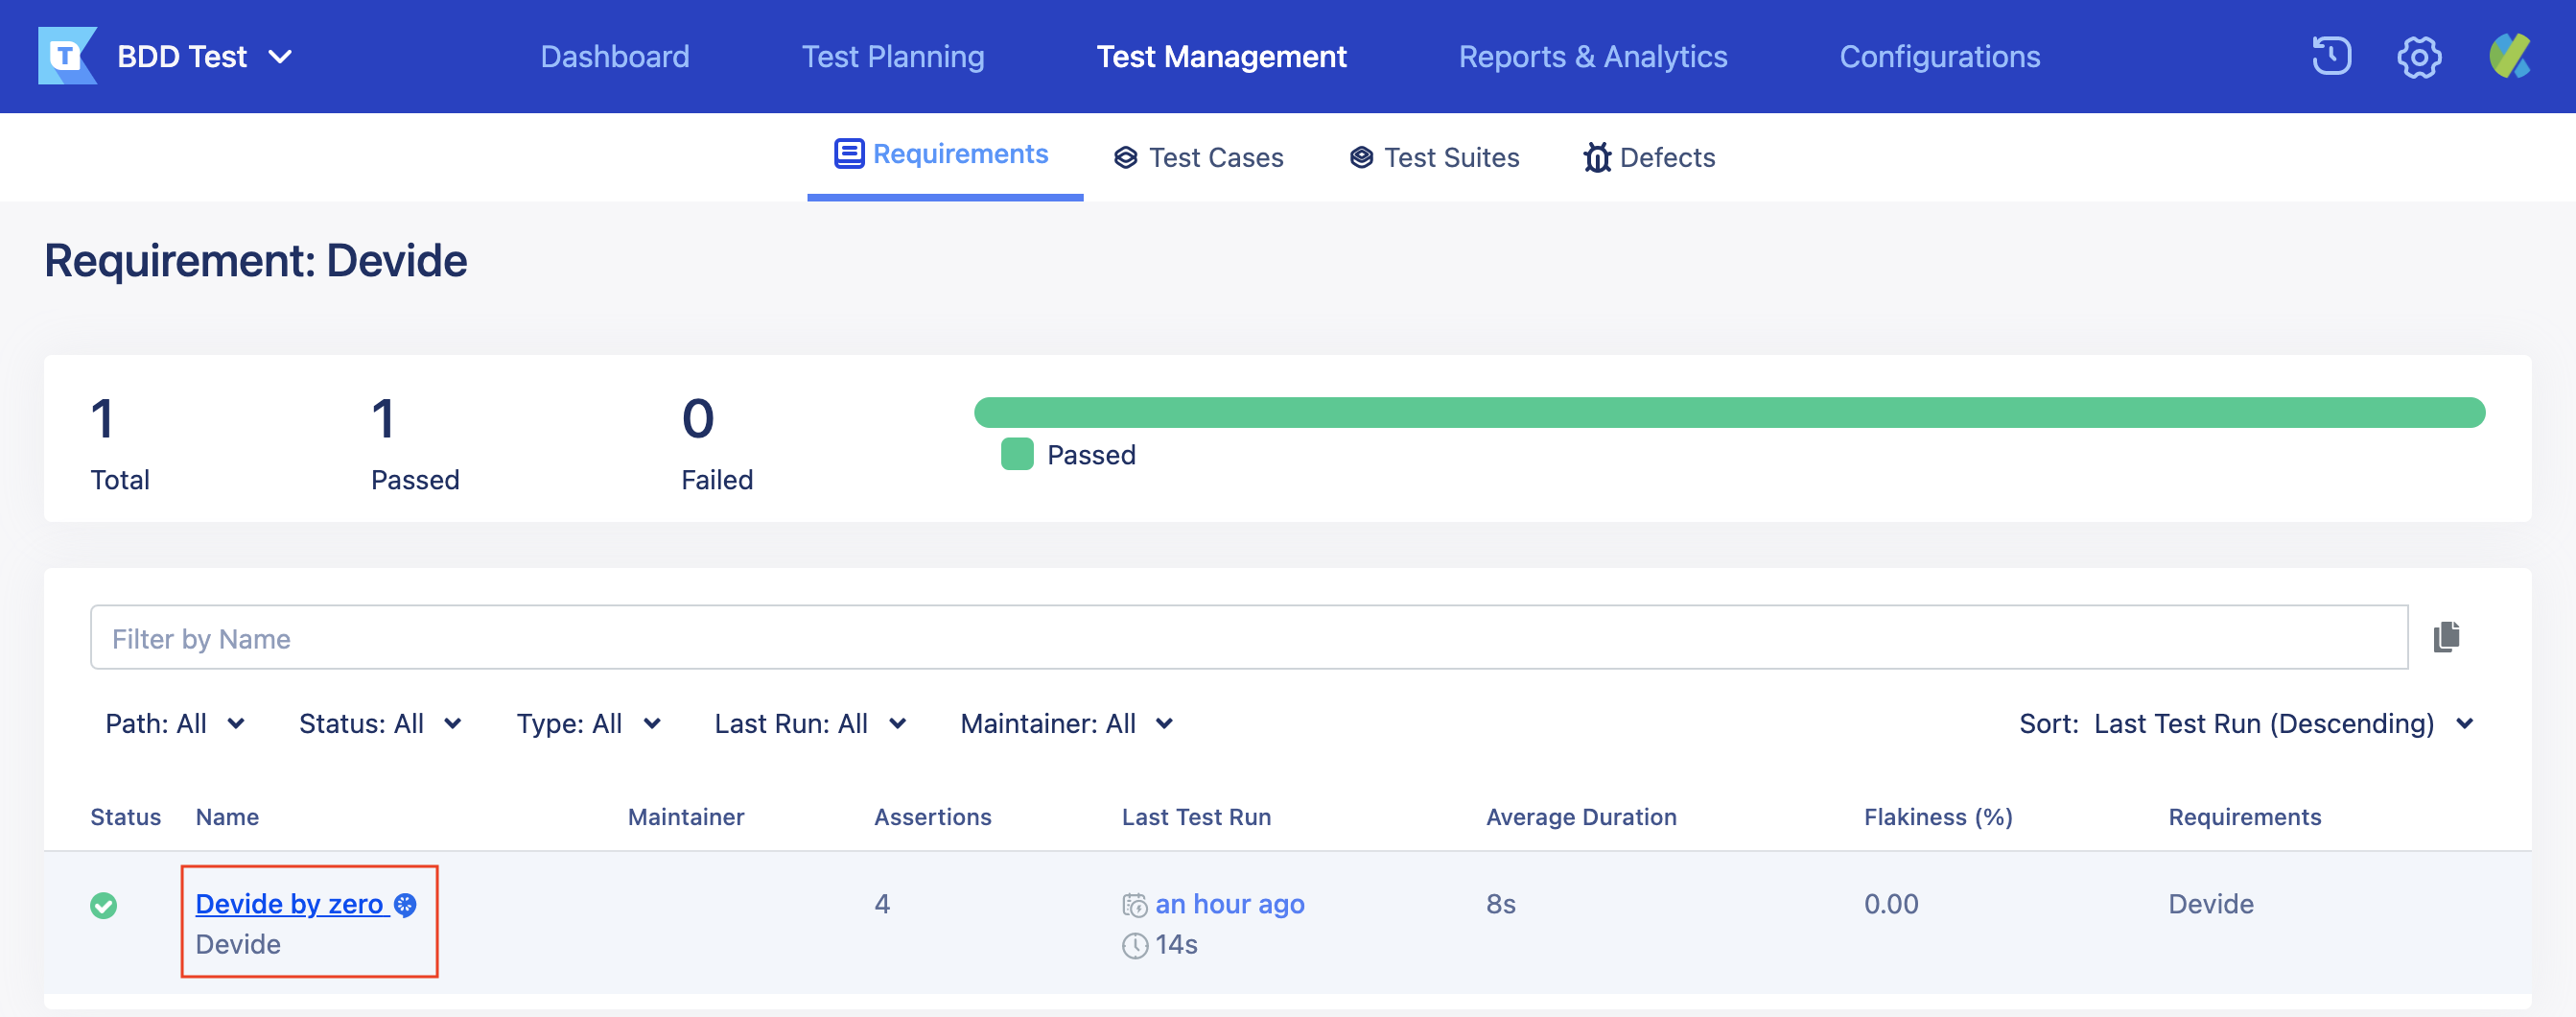 T BDD Test Dashboard Test Planning Test Management Reports & Analytics Configurations
Requirements Test Cases Test Suites Defects
Requirement: Devide
1 1 0
Total Passed Failed
Passed
Filter by Name
Path: All Status: All Type: All Last Run: All Maintainer: All Sort: Last Test Run (Descending)
Status Name Maintainer Assertions Last Test Run Average Duration Flakiness (%) Requirements
Devide by zero 4 an hour ago 8s 0.00 Devide
Devide 14s